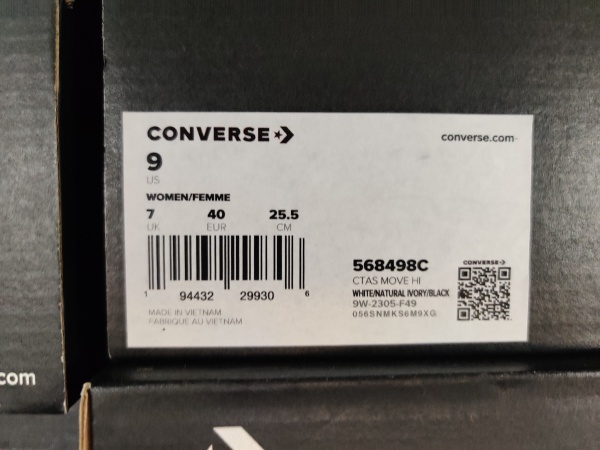 CONVERSE
converse.com
9
US
WOMEN/FEMME
7 40 25.5
UK EUR CM
1 94432 29930 6
MADE IN VIETNAM
FABRIQUE AU VIETNAM
568498C
CTAS MOVE HI
WHITE/NATURAL IVORY/BLACK
9W-2305-F49
0S6SNMKS6M9XG
CONVERSE
.com